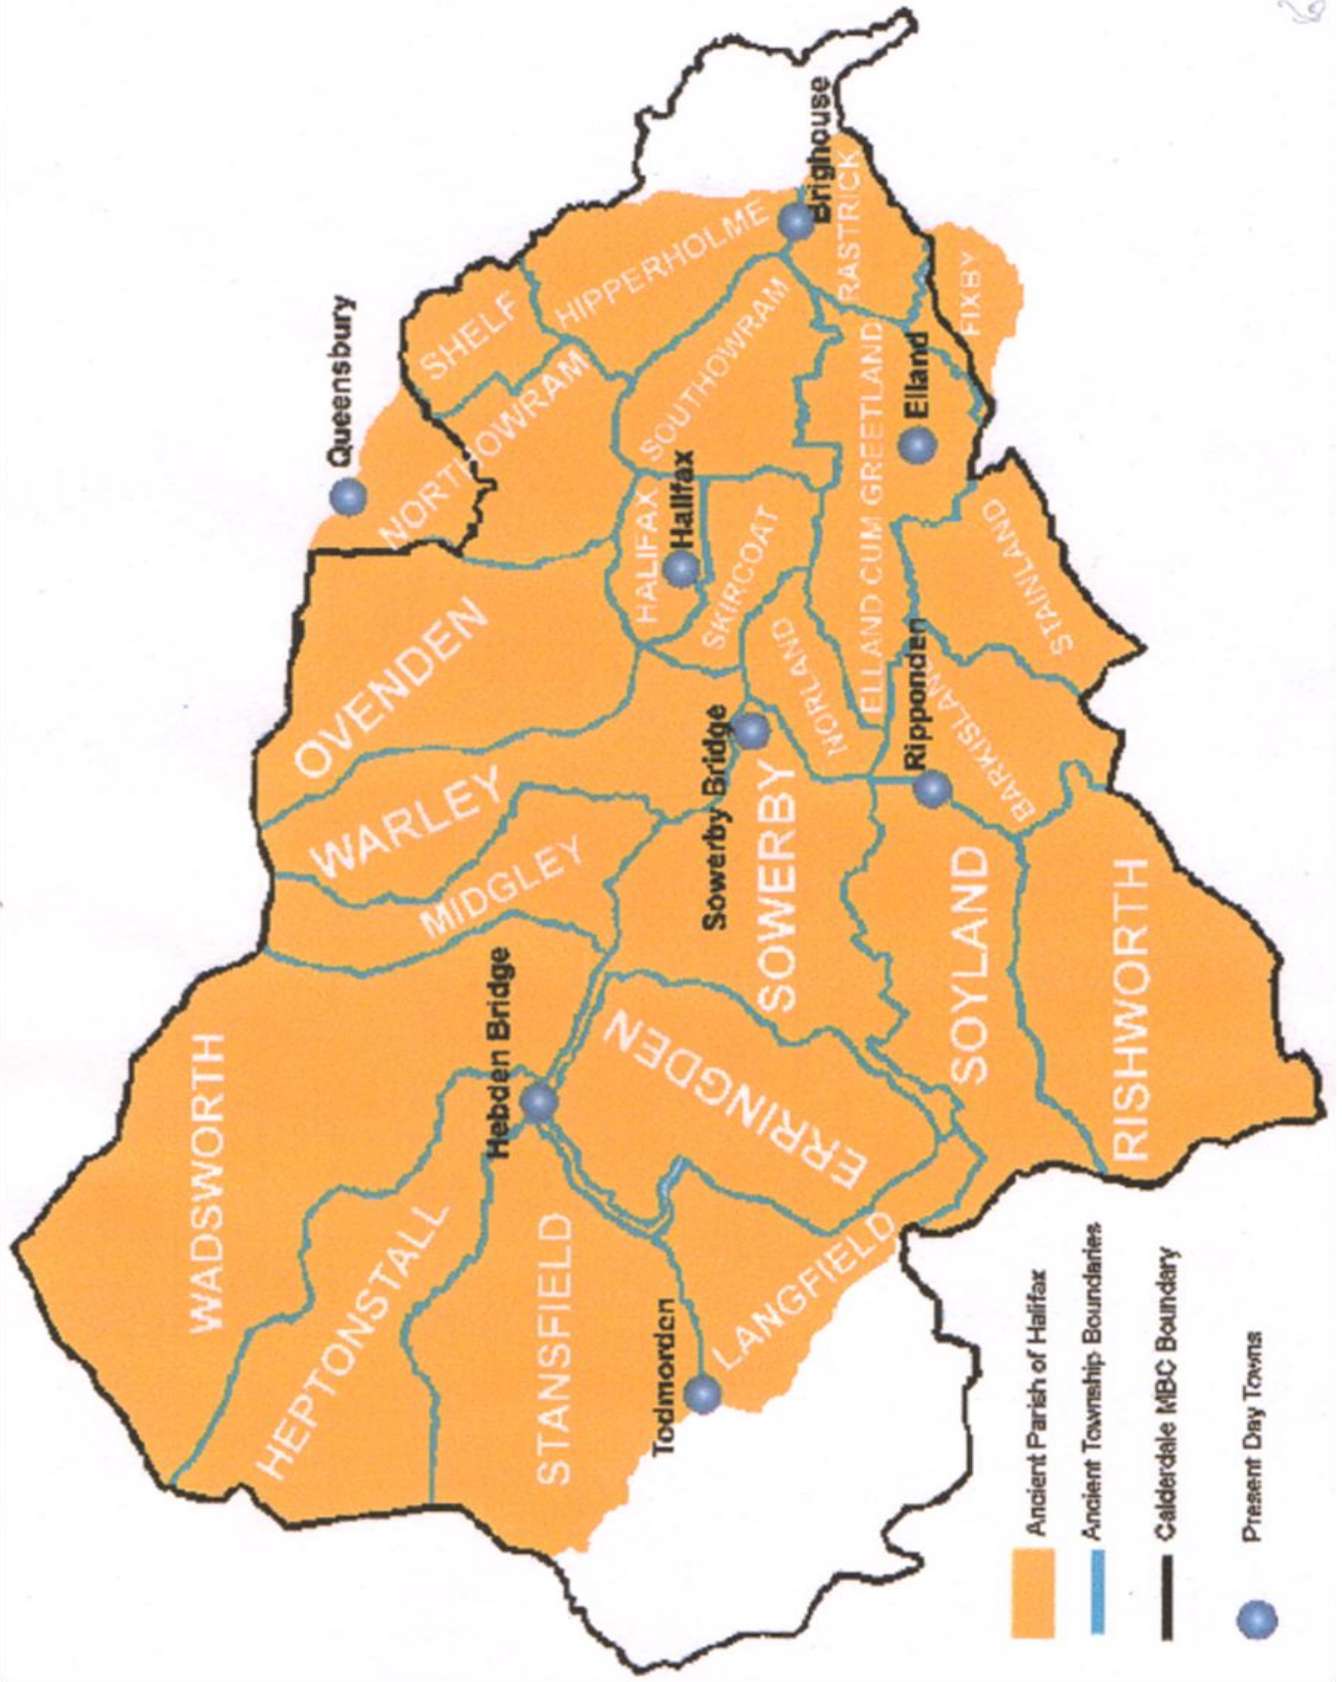 WADSWORTH
HEPTONSTALL
OVENDEN
Queensbury
WARLEY
NORTHOWRAM
SHELF
MIDGLEY
Hebden Bridge
STANSFIELD
HIPPERHOLME
HALIFAX
Halifax
SOUTHOWRAM
Todmorden
ERRINGDEN
LANGFIELD
Sowerby Bridge
SOWERBY
SKIRCOAT
NORLAND
Brighouse
RASTRICK
ELLAND CUM GREETLAND
Elland
Ripponden
FIXBY
SOYLAND
BARKISLAND
STAINLAND
RISHWORTH
Ancient Parish of Halifax
Ancient Township Boundaries
Calderdale MBC Boundary
Present Day Towns